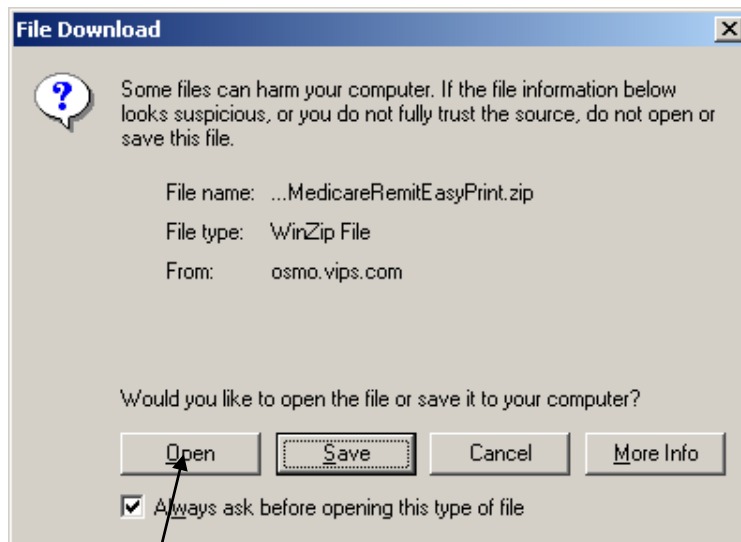 File Download
Some files can harm your computer. If the file information below
looks suspicious, or you do not fully trust the source, do not open or
save this file.
File name: ...MedicareRemitEasyPrint.zip
File type: WinZip File
From: osmo.vips.com
Would you like to open the file or save it to your computer?
Open Save Cancel More Info
Always ask before opening this type of file